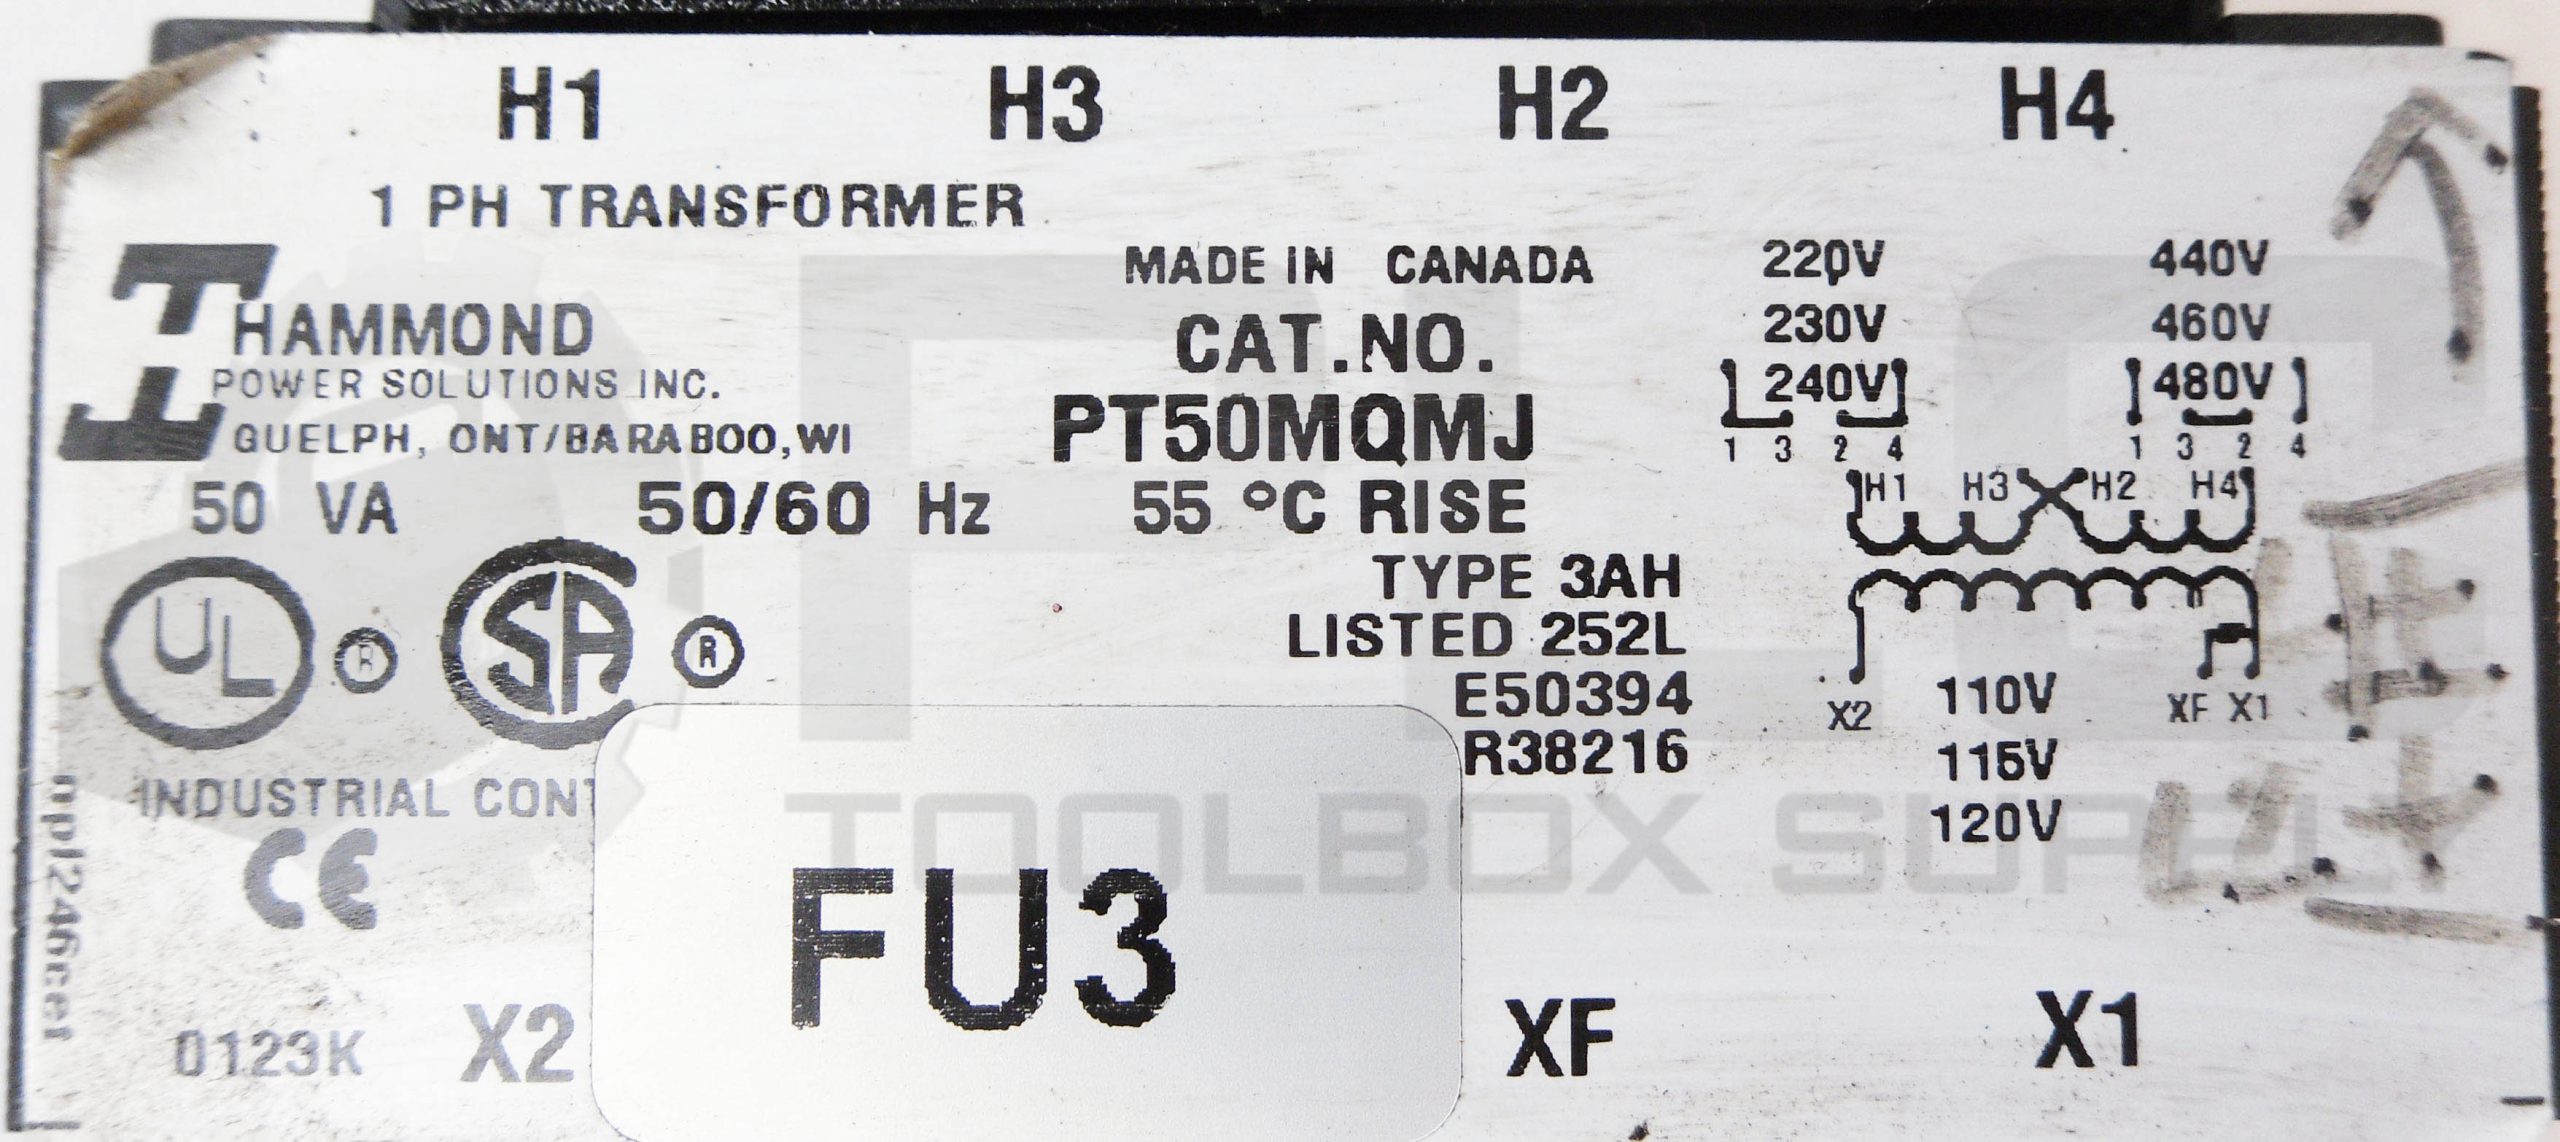 H1 H3 H2 H4
1 PH TRANSFORMER
HAMMOND
POWER SOLUTIONS INC.
GUELPH, ONT/BARABOO,WI
MADE IN CANADA
CAT.NO.
PT50MQMJ
50 VA 50/60 Hz 55 °C RISE
TYPE 3AH
LISTED 252L
E50394
R38216
220V 440V
230V 460V
240V 480V
1 3 2 4 1 3 2 4
H1 H3 H2 H4
X2 110V XF X1
115V
120V
UL ® SA ®
INDUSTRIAL CONT
CE
FU3
TOOLBOX SUPPLY
0123K X2 XF X1